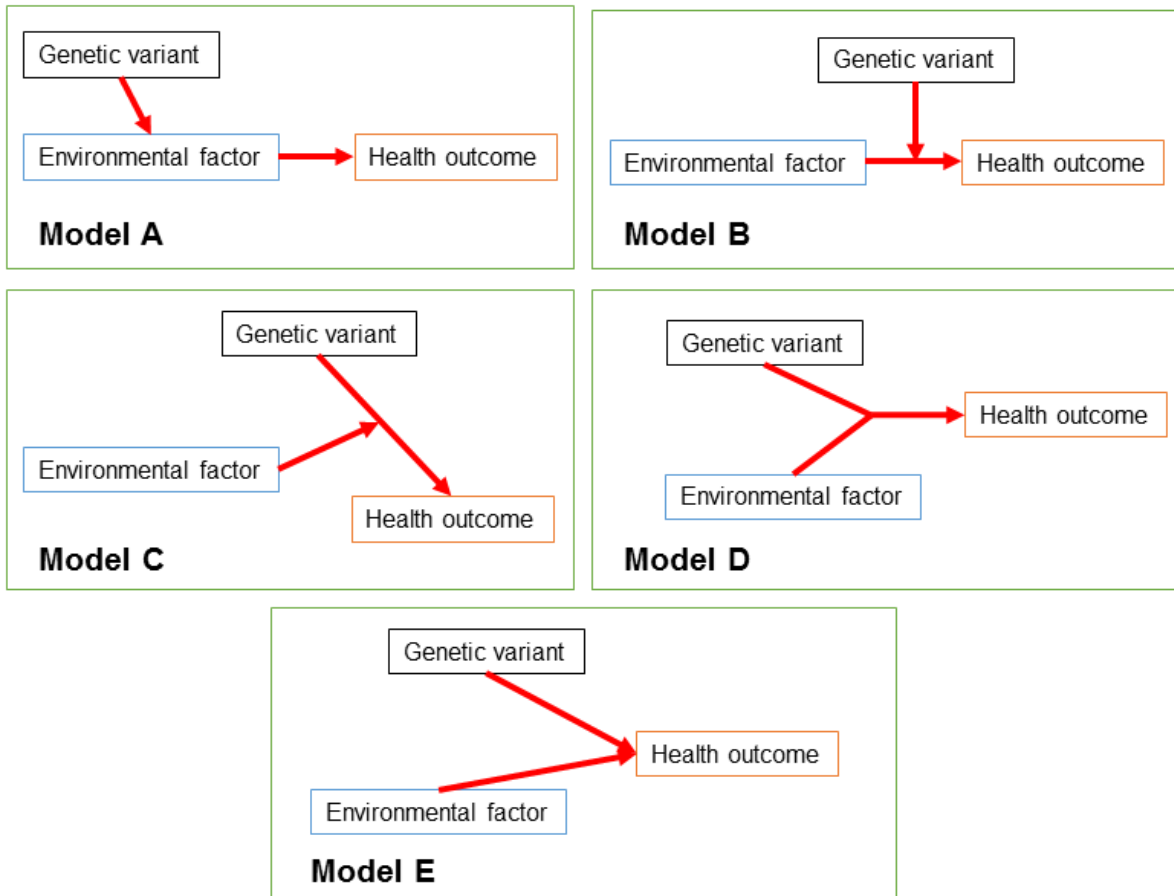 Genetic variant
Environmental factor
Health outcome
Model A
Genetic variant
Environmental factor
Health outcome
Model B
Genetic variant
Environmental factor
Health outcome
Model C
Genetic variant
Health outcome
Environmental factor
Model D
Genetic variant
Health outcome
Environmental factor
Model E